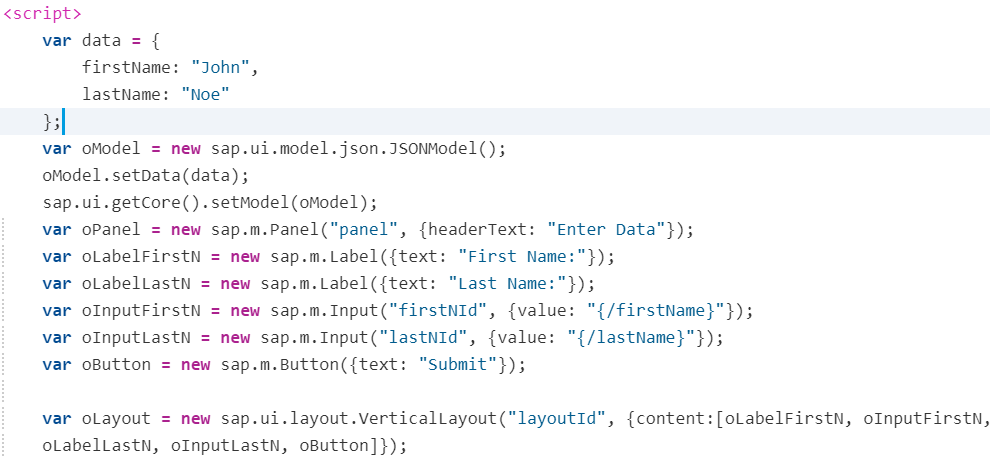 <script>
var data = {
firstName: "John",
lastName: "Noe"
};
var oModel = new sap.ui.model.json.JSONModel();
oModel.setData(data);
sap.ui.getCore().setModel(oModel);
var oPanel = new sap.m.Panel("panel", {headerText: "Enter Data"});
var oLabelFirstN = new sap.m.Label({text: "First Name:"});
var oLabelLastN = new sap.m.Label({text: "Last Name:"});
var oInputFirstN = new sap.m.Input("firstNId", {value: "{/firstName}"});
var oInputLastN = new sap.m.Input("lastNId", {value: "{/lastName}"});
var oButton = new sap.m.Button({text: "Submit"});
var oLayout = new sap.ui.layout.VerticalLayout("layoutId", {content:[oLabelFirstN, oInputFirstN,
oLabelLastN, oInputLastN, oButton]});